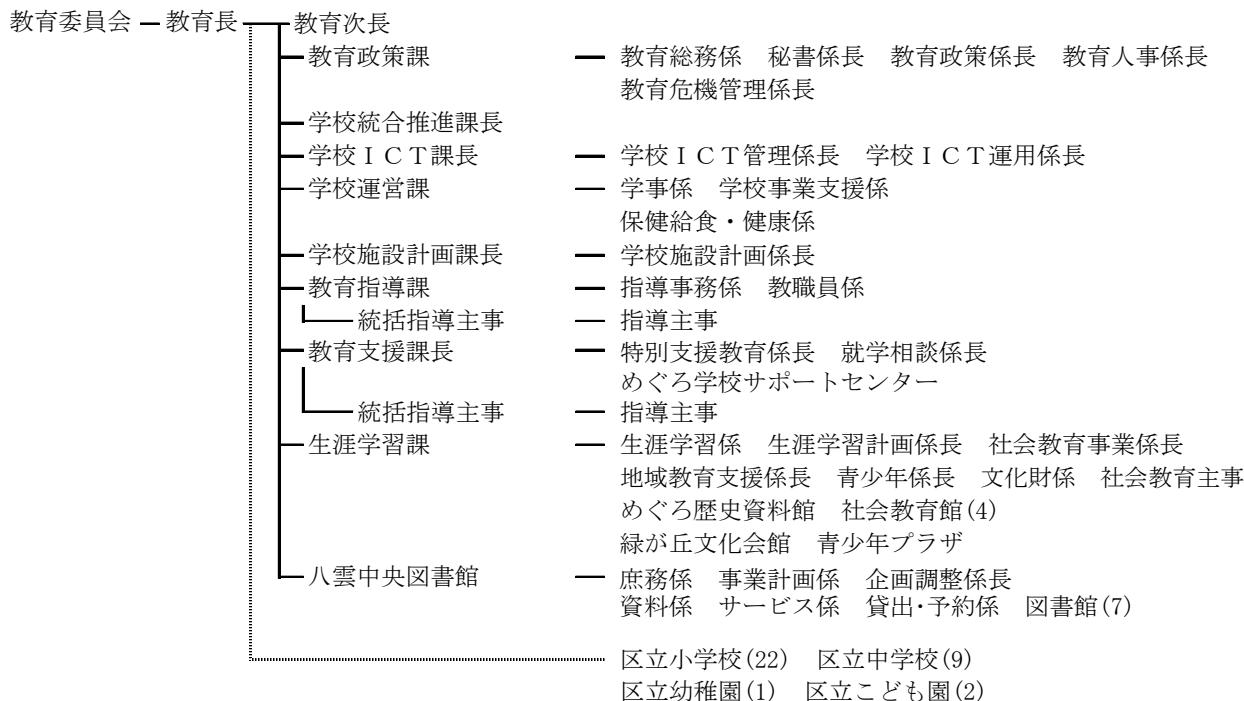 教育委員会 教育長 教育次長
教育政策課 教育総務係 秘書係長 教育政策係長 教育人事係長
教育危機管理係長
学校統合推進課長
学校ＩＣＴ課長 学校ＩＣＴ管理係長 学校ＩＣＴ運用係長
学校運営課 学事係 学校事業支援係
保健給食・健康係
学校施設計画課長 学校施設計画係長
教育指導課 指導事務係 教職員係
統括指導主事 指導主事
教育支援課長 特別支援教育係長 就学相談係長
めぐろ学校サポートセンター
統括指導主事 指導主事
生涯学習課 生涯学習係 生涯学習計画係長 社会教育事業係長
地域教育支援係長 青少年係長 文化財係 社会教育主事
めぐろ歴史資料館 社会教育館(4)
緑が丘文化会館 青少年プラザ
八雲中央図書館 庶務係 事業計画係 企画調整係長
資料係 サービス係 貸出･予約係 図書館(7)
区立小学校(22) 区立中学校(9)
区立幼稚園(1) 区立こども園(2)